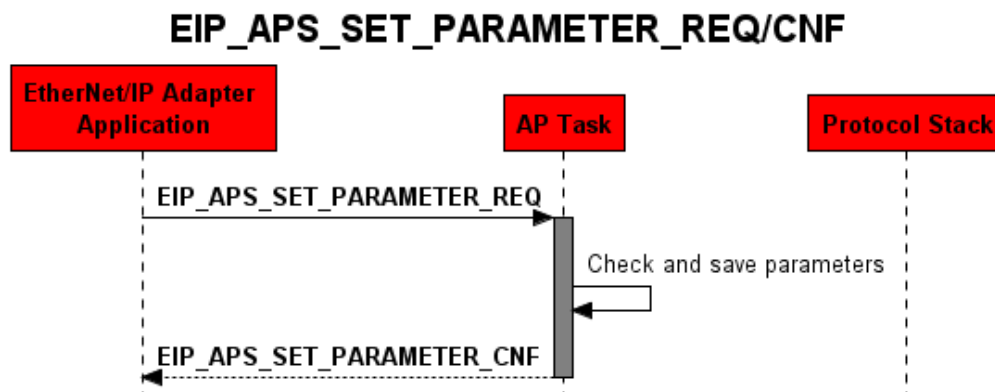 EIP_APS_SET_PARAMETER_REQ/CNF
EtherNet/IP Adapter
Application
AP Task
Protocol Stack
EIP_APS_SET_PARAMETER_REQ
Check and save parameters
EIP_APS_SET_PARAMETER_CNF